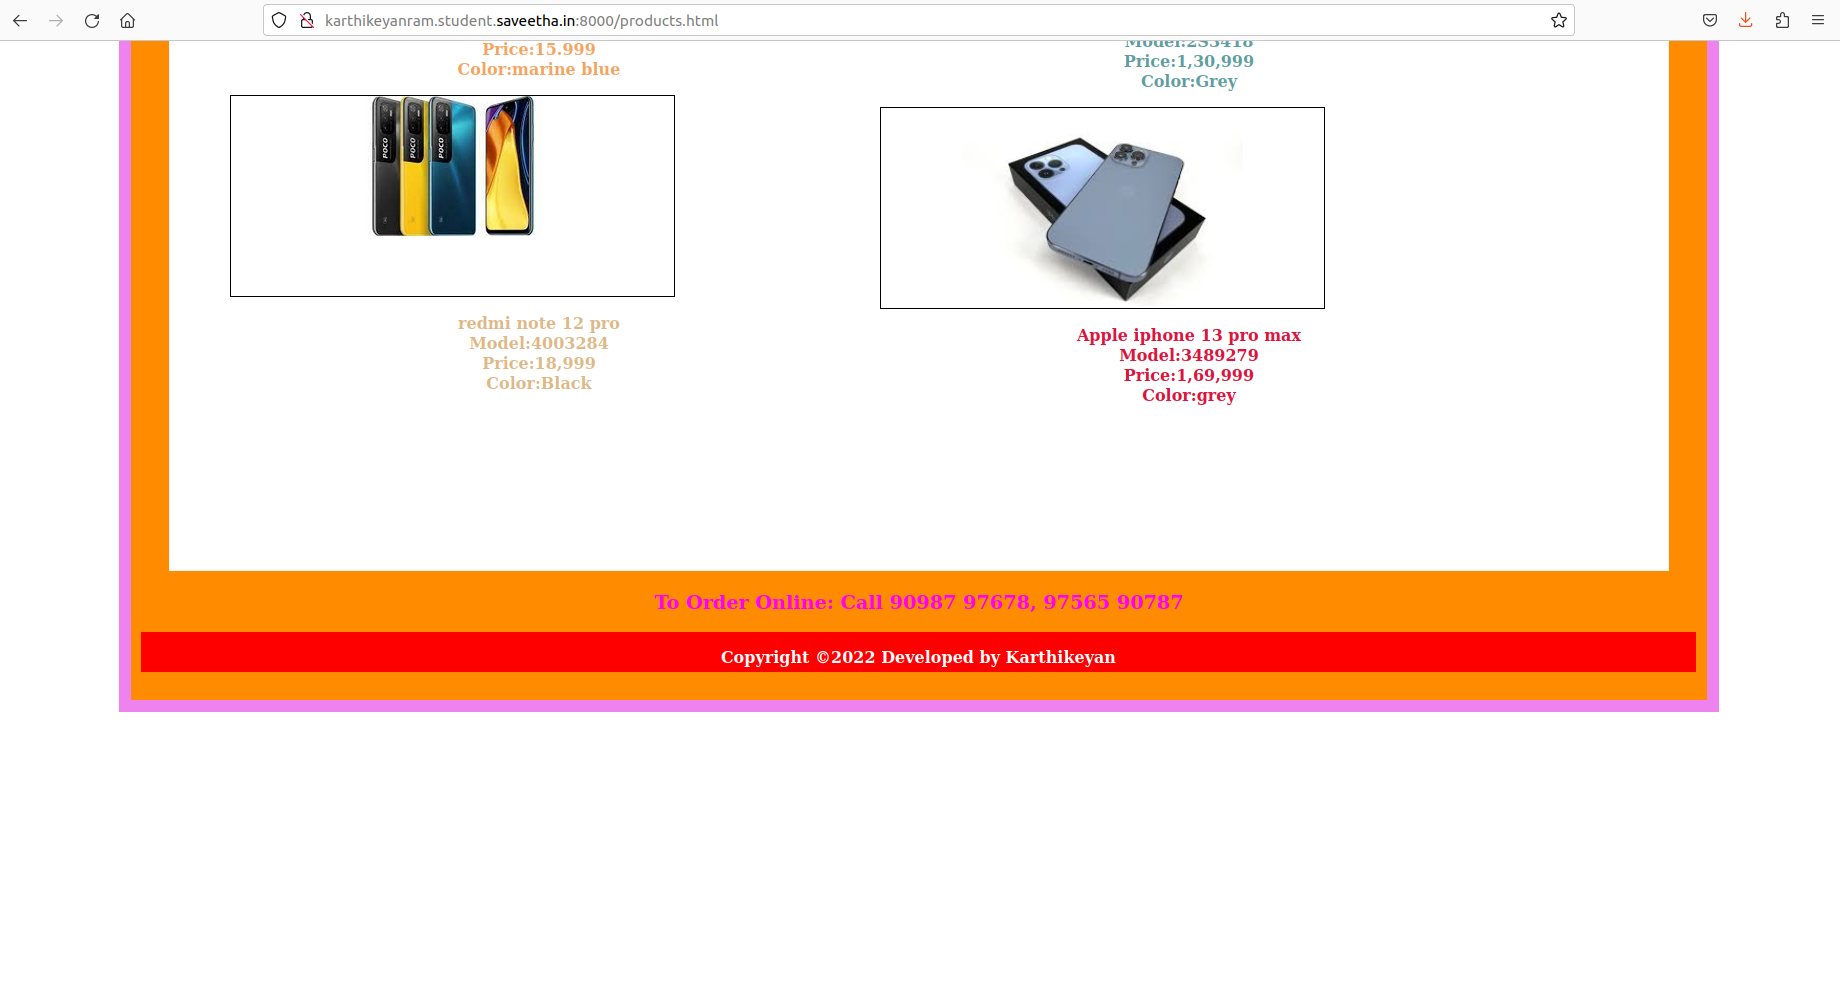 karthikeyanram.student.saveetha.in:8000/products.html
Price:15.999
Color:marine blue
Model:2S3418
Price:1,30,999
Color:Grey
POCO
POCO
POCO
redmi note 12 pro
Model:4003284
Price:18,999
Color:Black
Apple iphone 13 pro max
Model:3489279
Price:1,69,999
Color:grey
To Order Online: Call 90987 97678, 97565 90787
Copyright ©2022 Developed by Karthikeyan